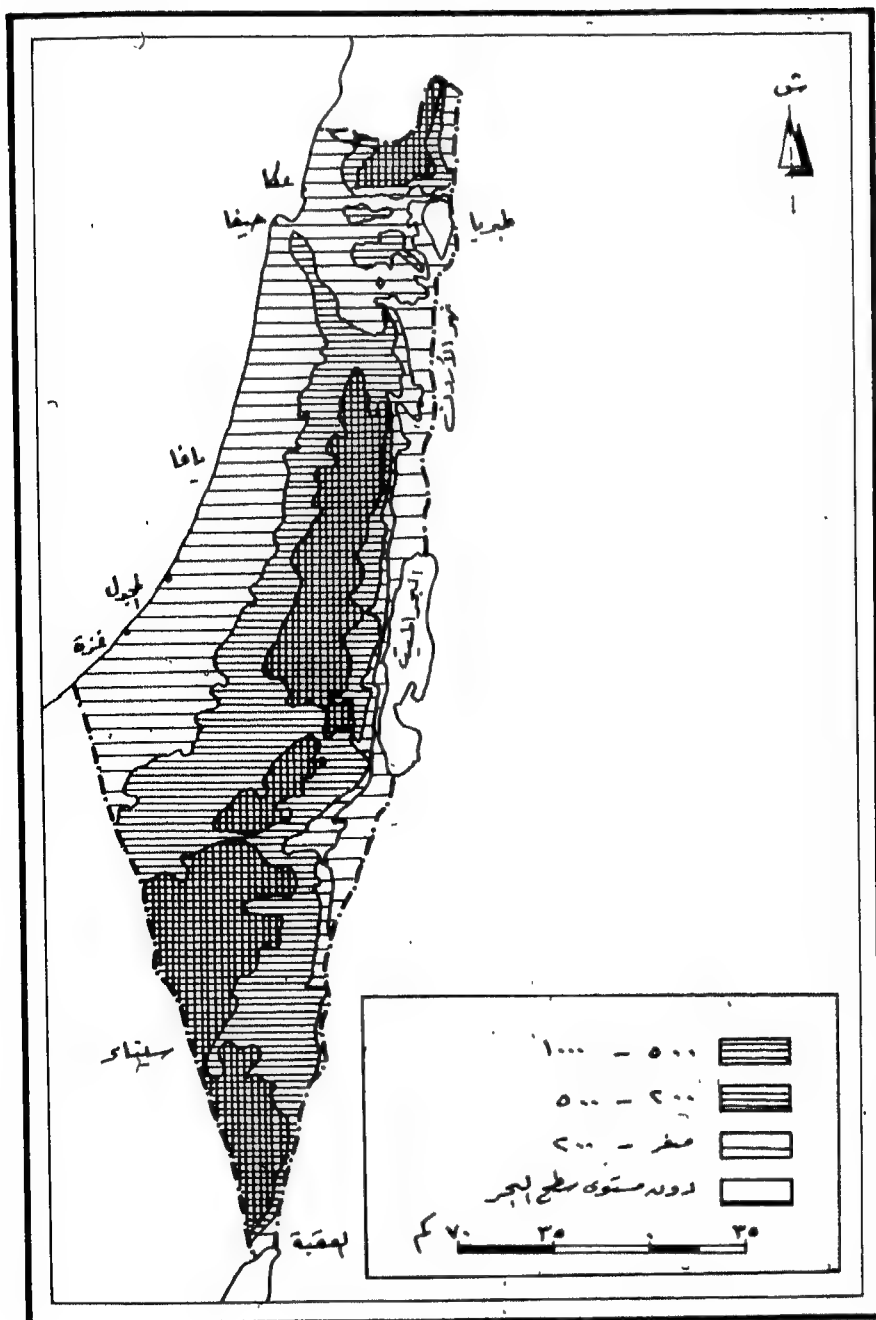 ش
عكا
حيفا
طبريا
نهر الأردن
يافا
المجدل
غزة
البحر الميت
سيناء
العقبة
٥٠٠ - ١٠٠٠
٢٠٠ - ٥٠٠
صفر - ٢٠٠
دون مستوى سطح البحر
كم ٧٠ ٣٥ ٠ ٣٥